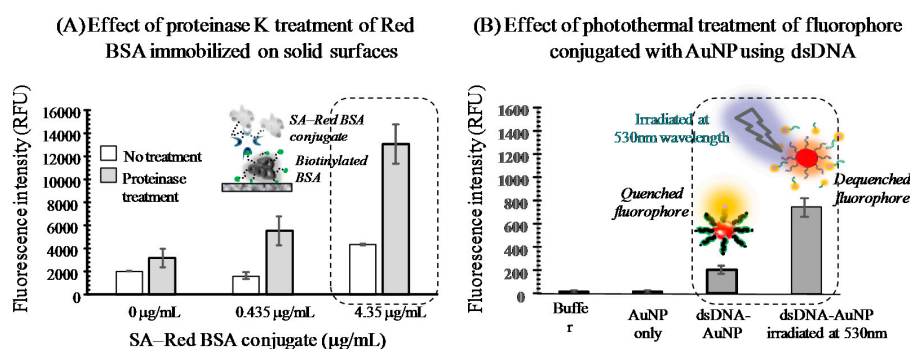 (A) Effect of proteinase K treatment of Red
BSA immobilized on solid surfaces
Fluorescence intensity (RFU)
16000
14000
12000
10000
8000
6000
4000
2000
No treatment
Proteinase
treatment
SA–Red BSA
conjugate
Biotinylated
BSA
0 µg/mL
0.435 µg/mL
4.35 µg/mL
SA–Red BSA conjugate (µg/mL)
(B) Effect of photothermal treatment of fluorophore
conjugated with AuNP using dsDNA
Fluorescence intensity (RFU)
1600
1400
1200
1000
800
600
400
200
0
Irradiated at
530nm wavelength
Quenched
fluorophore
Dequenched
fluorophore
Buffe
r
AuNP
only
dsDNA-
AuNP
dsDNA-AuNP
irradiated at 530nm